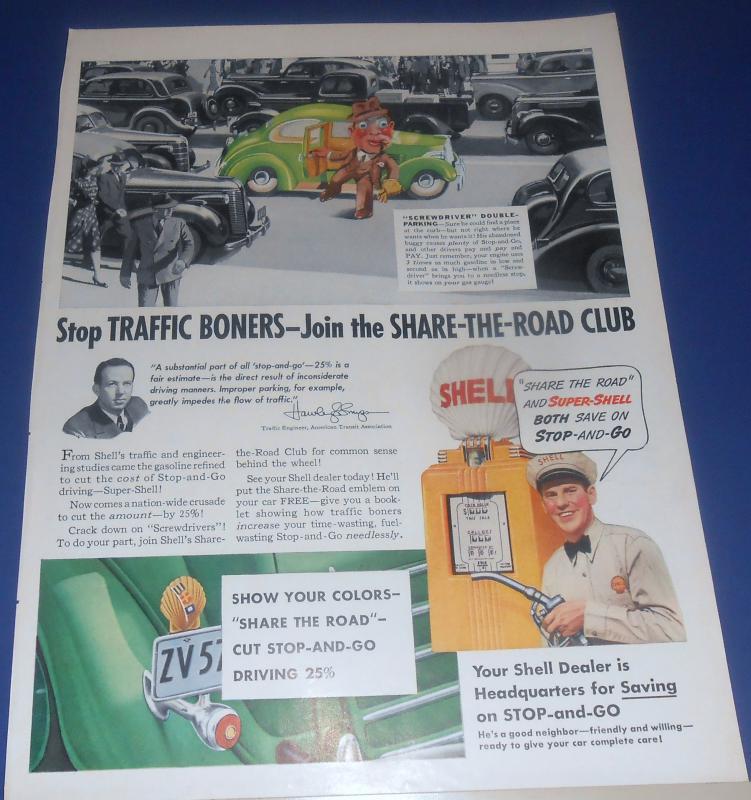 "SCREWDRIVER" DOUBLE-
PARKING—Sure he could find a place
at the curb—but not right where he
wants when he wants it! His abandoned
buggy causes plenty of Stop-and-Go,
and other drivers pay and pay and
PAY. Just remember, your engine uses
3 times as much gasoline in low and
second as in high—when a "Screw-
driver" brings you to a needless stop,
it shows on your gas gauge!
Stop TRAFFIC BONERS—Join the SHARE-THE-ROAD CLUB
"A substantial part of all 'stop-and-go'—25% is a
fair estimate—is the direct result of inconsiderate
driving manners. Improper parking, for example,
greatly impedes the flow of traffic."
Traffic Engineer, American Transit Association
From Shell's traffic and engineer-
ing studies came the gasoline refined
to cut the cost of Stop-and-Go
driving—Super-Shell!
Now comes a nation-wide crusade
to cut the amount—by 25%!
Crack down on "Screwdrivers"!
To do your part, join Shell's Share-
the-Road Club for common sense
behind the wheel!
See your Shell dealer today! He'll
put the Share-the-Road emblem on
your car FREE—give you a book-
let showing how traffic boners
increase your time-wasting, fuel-
wasting Stop-and-Go needlessly.
SHELL
"SHARE THE ROAD"
AND SUPER-SHELL
BOTH SAVE ON
STOP-AND-GO
SHELL
ZV 57
SHOW YOUR COLORS—
"SHARE THE ROAD"—
CUT STOP-AND-GO
DRIVING 25%
Your Shell Dealer is
Headquarters for Saving
on STOP-and-GO
He's a good neighbor—friendly and willing—
ready to give your car complete care!